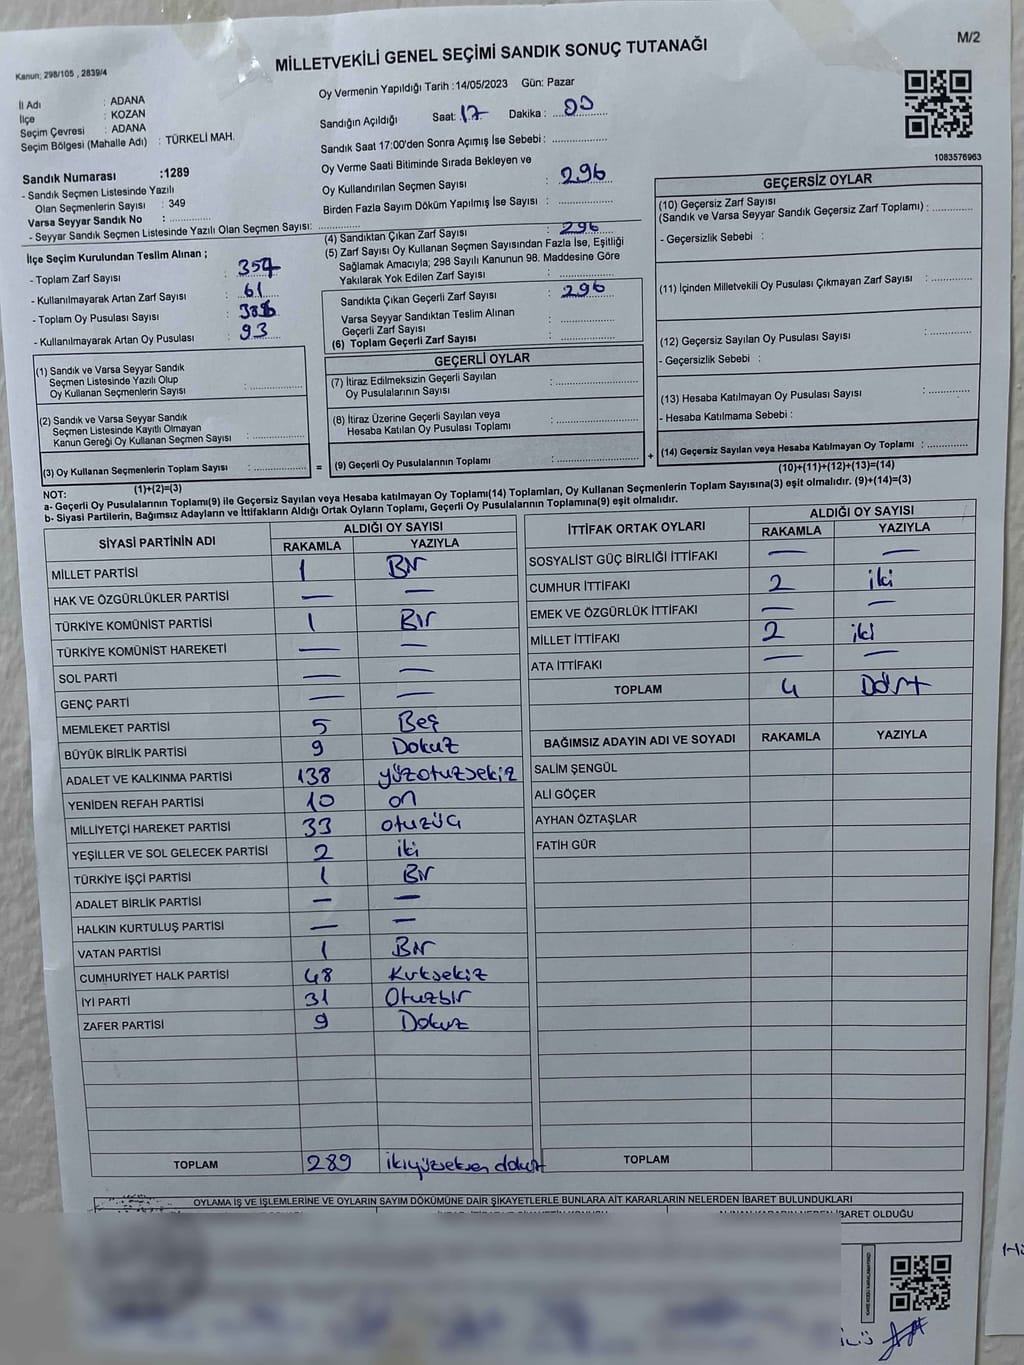 M/2
MİLLETVEKİLİ GENEL SEÇİMİ SANDIK SONUÇ TUTANAĞI
Kanun; 298/105 , 2839/4
İl Adı : ADANA
İlçe : KOZAN
Seçim Çevresi : ADANA
Seçim Bölgesi (Mahalle Adı) : TÜRKELİ MAH.
Oy Vermenin Yapıldığı Tarih :14/05/2023 Gün: Pazar
Sandığın Açıldığı Saat: 17 Dakika : 00
Sandık Saat 17:00'den Sonra Açımış İse Sebebi :
Oy Verme Saati Bitiminde Sırada Bekleyen ve
Oy Kullandırılan Seçmen Sayısı : 296
Birden Fazla Sayım Döküm Yapılmış İse Sayısı :
1083576963
Sandık Numarası :1289
- Sandık Seçmen Listesinde Yazılı
Olan Seçmenlerin Sayısı : 349
Varsa Seyyar Sandık No :
- Seyyar Sandık Seçmen Listesinde Yazılı Olan Seçmen Sayısı:
İlçe Seçim Kurulundan Teslim Alınan ;
- Toplam Zarf Sayısı : 354
- Kullanılmayarak Artan Zarf Sayısı : 61
- Toplam Oy Pusulası Sayısı :
- Kullanılmayarak Artan Oy Pusulası : 93
(4) Sandıktan Çıkan Zarf Sayısı : 296
(5) Zarf Sayısı Oy Kullanan Seçmen Sayısından Fazla İse, Eşitliği
Sağlamak Amacıyla; 298 Sayılı Kanunun 98. Maddesine Göre
Yakılarak Yok Edilen Zarf Sayısı :
Sandıkta Çıkan Geçerli Zarf Sayısı : 296
Varsa Seyyar Sandıktan Teslim Alınan
Geçerli Zarf Sayısı :
(6) Toplam Geçerli Zarf Sayısı :
GEÇERSİZ OYLAR
(10) Geçersiz Zarf Sayısı
(Sandık ve Varsa Seyyar Sandık Geçersiz Zarf Toplamı) :
- Geçersizlik Sebebi :
(11) İçinden Milletvekili Oy Pusulası Çıkmayan Zarf Sayısı :
(12) Geçersiz Sayılan Oy Pusulası Sayısı :
- Geçersizlik Sebebi :
(13) Hesaba Katılmayan Oy Pusulası Sayısı :
- Hesaba Katılmama Sebebi :
(14) Geçersiz Sayılan veya Hesaba Katılmayan Oy Toplamı :
(10)+(11)+(12)+(13)=(14)
(1) Sandık ve Varsa Seyyar Sandık
Seçmen Listesinde Yazılı Olup
Oy Kullanan Seçmenlerin Sayısı :
(2) Sandık ve Varsa Seyyar Sandık
Seçmen Listesinde Kayıtlı Olmayan
Kanun Gereği Oy Kullanan Seçmen Sayısı :
(3) Oy Kullanan Seçmenlerin Toplam Sayısı :
(1)+(2)=(3)
=
GEÇERLİ OYLAR
(7) İtiraz Edilmeksizin Geçerli Sayılan
Oy Pusulalarının Sayısı :
(8) İtiraz Üzerine Geçerli Sayılan veya
Hesaba Katılan Oy Pusulası Toplamı :
(9) Geçerli Oy Pusulalarının Toplamı :
+
NOT:
a- Geçerli Oy Pusulalarının Toplamı(9) ile Geçersiz Sayılan veya Hesaba katılmayan Oy Toplamı(14) Toplamları, Oy Kullanan Seçmenlerin Toplam Sayısına(3) eşit olmalıdır. (9)+(14)=(3)
b- Siyasi Partilerin, Bağımsız Adayların ve İttifakların Aldığı Ortak Oyların Toplamı, Geçerli Oy Pusulalarının Toplamına(9) eşit olmalıdır.
SİYASİ PARTİNİN ADI ALDIĞI OY SAYISI
RAKAMLA YAZIYLA
MİLLET PARTİSİ 1 Bir
HAK VE ÖZGÜRLÜKLER PARTİSİ — —
TÜRKİYE KOMÜNİST PARTİSİ 1 Bir
TÜRKİYE KOMÜNİST HAREKETİ — —
SOL PARTİ — —
GENÇ PARTİ — —
MEMLEKET PARTİSİ 5 Beş
BÜYÜK BİRLİK PARTİSİ 9 Dokuz
ADALET VE KALKINMA PARTİSİ 138 yüzotuzsekiz
YENİDEN REFAH PARTİSİ 10 on
MİLLİYETÇİ HAREKET PARTİSİ 33 otuzüç
YEŞİLLER VE SOL GELECEK PARTİSİ 2 iki
TÜRKİYE İŞÇİ PARTİSİ 1 Bir
ADALET BİRLİK PARTİSİ — —
HALKIN KURTULUŞ PARTİSİ — —
VATAN PARTİSİ 1 Bir
CUMHURİYET HALK PARTİSİ 48 Kırksekiz
İYİ PARTİ 31 Otuzbir
ZAFER PARTİSİ 9 Dokuz
TOPLAM 289 ikiyüzseksen dokuz
İTTİFAK ORTAK OYLARI ALDIĞI OY SAYISI
RAKAMLA YAZIYLA
SOSYALİST GÜÇ BİRLİĞİ İTTİFAKI — —
CUMHUR İTTİFAKI 2 iki
EMEK VE ÖZGÜRLÜK İTTİFAKI — —
MİLLET İTTİFAKI 2 iki
ATA İTTİFAKI — —
TOPLAM 4 Dört
BAĞIMSIZ ADAYIN ADI VE SOYADI RAKAMLA YAZIYLA
SALİM ŞENGÜL
ALİ GÖÇER
AYHAN ÖZTAŞLAR
FATİH GÜR
TOPLAM
OYLAMA İŞ VE İŞLEMLERİNE VE OYLARIN SAYIM DÖKÜMÜNE DAİR ŞİKAYETLERLE BUNLARA AİT KARARLARIN NELERDEN İBARET BULUNDUKLARI
İBARET OLDUĞU